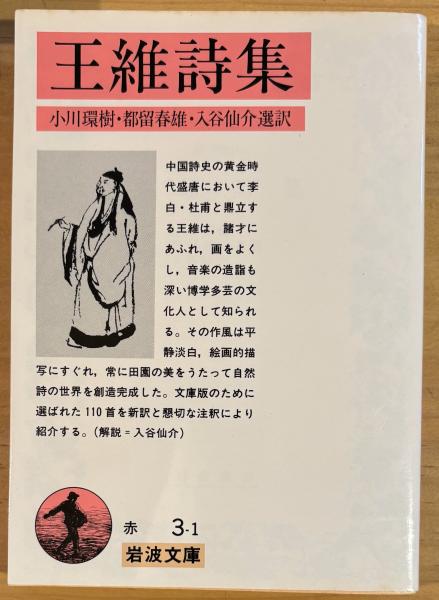 王維詩集
小川環樹・都留春雄・入谷仙介選訳
中国詩史の黄金時
代盛唐において李
白・杜甫と鼎立す
る王維は，諸才に
あふれ，画をよく
し，音楽の造詣も
深い博学多芸の文
化人として知られ
る。その作風は平
静淡白，絵画的描
写にすぐれ，常に田園の美をうたって自然
詩の世界を創造完成した。文庫版のために
選ばれた110首を新訳と懇切な注釈により
紹介する。（解説＝入谷仙介）
赤 3-1
岩波文庫